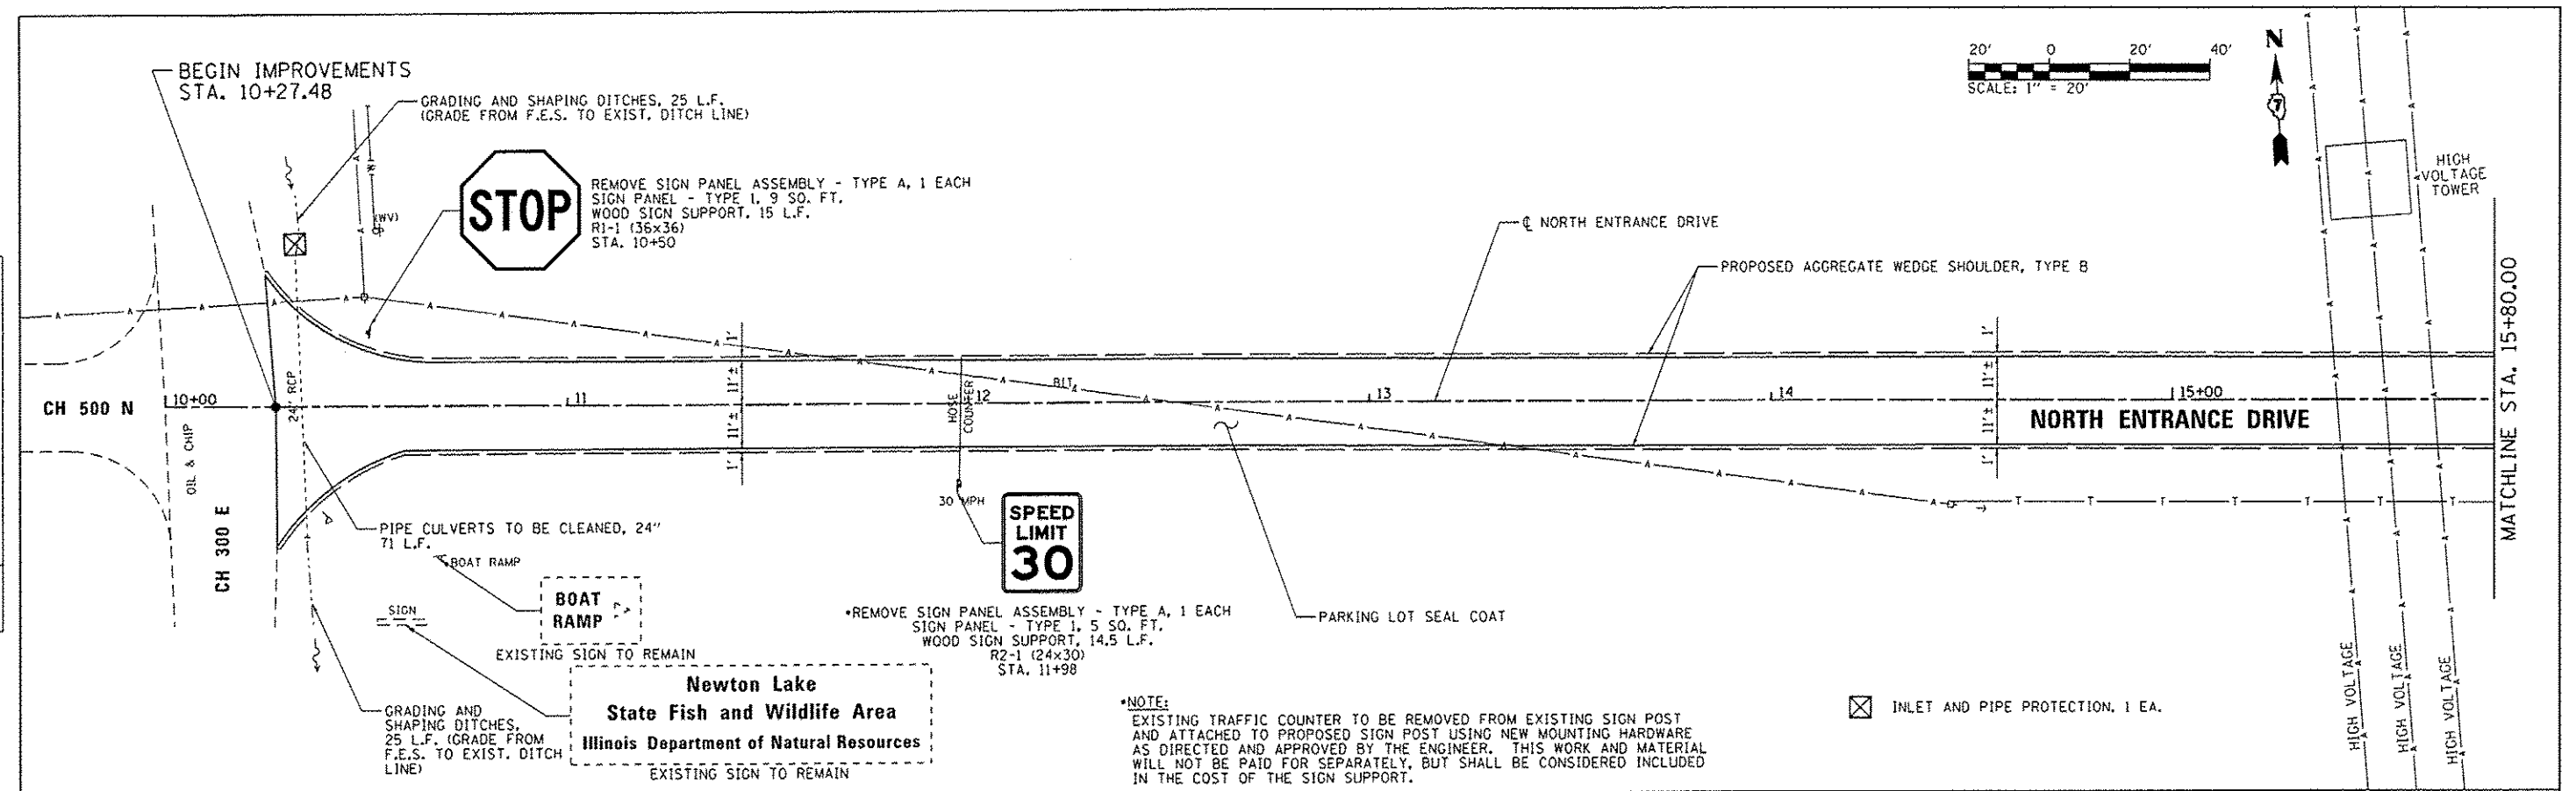 BEGIN IMPROVEMENTS
STA. 10+27.48
GRADING AND SHAPING DITCHES, 25 L.F.
(GRADE FROM F.E.S. TO EXIST. DITCH LINE)
STOP
REMOVE SIGN PANEL ASSEMBLY - TYPE A, 1 EACH
SIGN PANEL - TYPE 1, 9 SQ. FT.
WOOD SIGN SUPPORT, 15 L.F.
R1-1 (36x36)
STA. 10+50
(WV)
20' 0 20' 40'
SCALE: 1" = 20'
N
HIGH
VOLTAGE
TOWER
℄ NORTH ENTRANCE DRIVE
PROPOSED AGGREGATE WEDGE SHOULDER, TYPE B
MATCHLINE STA. 15+80.00
CH 500 N
10+00
11
12
13
14
15+00
24" RCP
OIL & CHIP
CH 300 E
1'
11'±
11'±
1'
HOSE
COUNTER
BIT.
1'
11'±
11'±
1'
NORTH ENTRANCE DRIVE
PIPE CULVERTS TO BE CLEANED, 24"
71 L.F.
BOAT RAMP
BOAT
RAMP
EXISTING SIGN TO REMAIN
SIGN
30 MPH
SPEED
LIMIT
30
*REMOVE SIGN PANEL ASSEMBLY - TYPE A, 1 EACH
SIGN PANEL - TYPE 1, 5 SQ. FT.
WOOD SIGN SUPPORT, 14.5 L.F.
R2-1 (24x30)
STA. 11+98
PARKING LOT SEAL COAT
GRADING AND
SHAPING DITCHES,
25 L.F. (GRADE FROM
F.E.S. TO EXIST. DITCH
LINE)
Newton Lake
State Fish and Wildlife Area
Illinois Department of Natural Resources
EXISTING SIGN TO REMAIN
*NOTE:
EXISTING TRAFFIC COUNTER TO BE REMOVED FROM EXISTING SIGN POST
AND ATTACHED TO PROPOSED SIGN POST USING NEW MOUNTING HARDWARE
AS DIRECTED AND APPROVED BY THE ENGINEER. THIS WORK AND MATERIAL
WILL NOT BE PAID FOR SEPARATELY, BUT SHALL BE CONSIDERED INCLUDED
IN THE COST OF THE SIGN SUPPORT.
INLET AND PIPE PROTECTION, 1 EA.
HIGH VOLTAGE
HIGH VOLTAGE
HIGH VOLTAGE